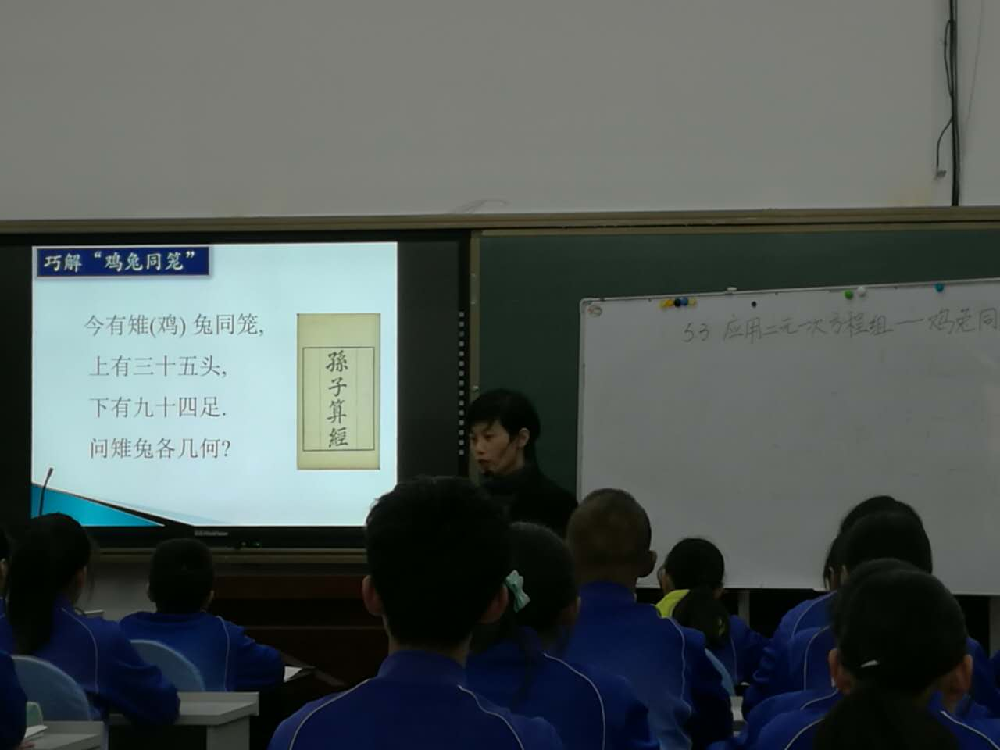 巧解“鸡兔同笼”
今有雉(鸡) 兔同笼,
上有三十五头,
下有九十四足.
问雉兔各几何?
孫子算經
5.3 应用二元一次方程组——鸡兔同